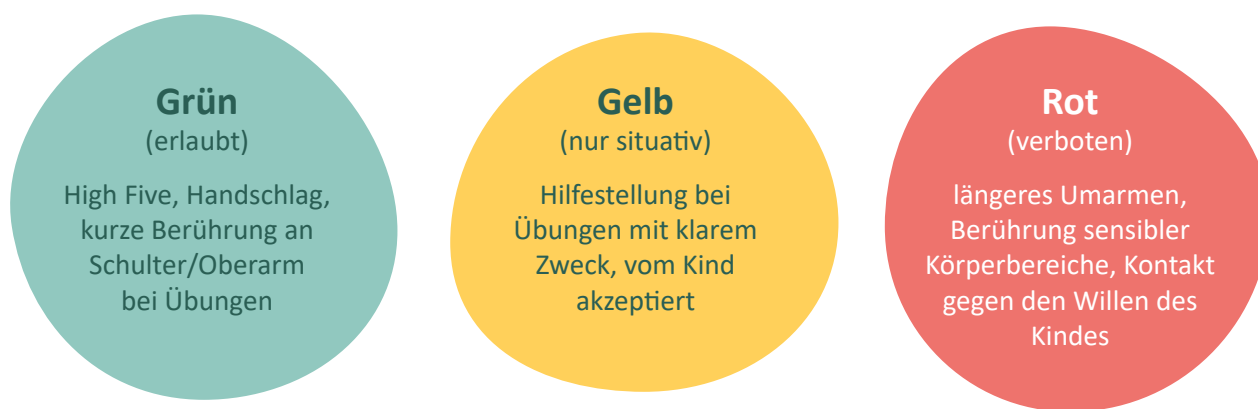 Grün
(erlaubt)
High Five, Handschlag,
kurze Berührung an
Schulter/Oberarm
bei Übungen
Gelb
(nur situativ)
Hilfestellung bei
Übungen mit klarem
Zweck, vom Kind
akzeptiert
Rot
(verboten)
längeres Umarmen,
Berührung sensibler
Körperbereiche, Kontakt
gegen den Willen des
Kindes